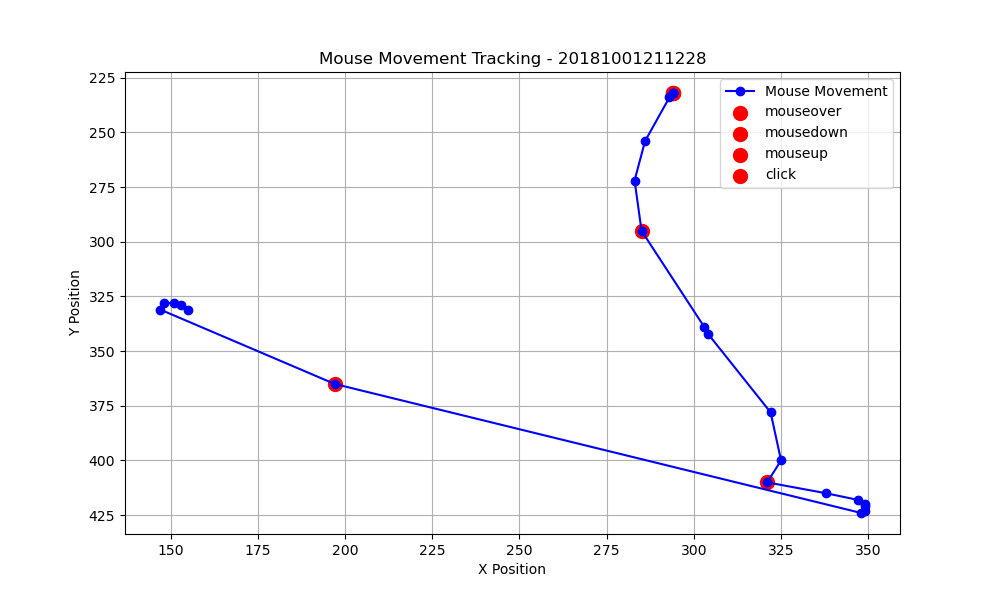 Mouse Movement Tracking - 20181001211228
Mouse Movement
mouseover
mousedown
mouseup
click
Y Position
225
250
275
300
325
350
375
400
425
150 175 200 225 250 275 300 325 350
X Position